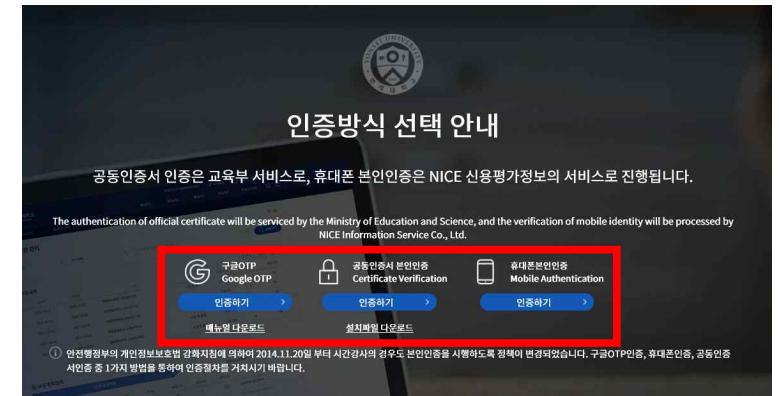 YONSEI UNIVERSITY
인증방식 선택 안내
공동인증서 인증은 교육부 서비스로, 휴대폰 본인인증은 NICE 신용평가정보의 서비스로 진행됩니다.
The authentication of official certificate will be serviced by the Ministry of Education and Science, and the verification of mobile identity will be processed by
NICE Information Service Co., Ltd.
구글OTP
Google OTP
인증하기 >
매뉴얼 다운로드
공동인증서 본인인증
Certificate Verification
인증하기 >
설치파일 다운로드
휴대폰본인인증
Mobile Authentication
인증하기 >
안전행정부의 개인정보보호법 강화지침에 의하여 2014.11.20일 부터 시간강사의 경우도 본인인증을 시행하도록 정책이 변경되었습니다. 구글OTP인증, 휴대폰인증, 공동인증
서인증 중 1가지 방법을 통하여 인증절차를 거치시기 바랍니다.